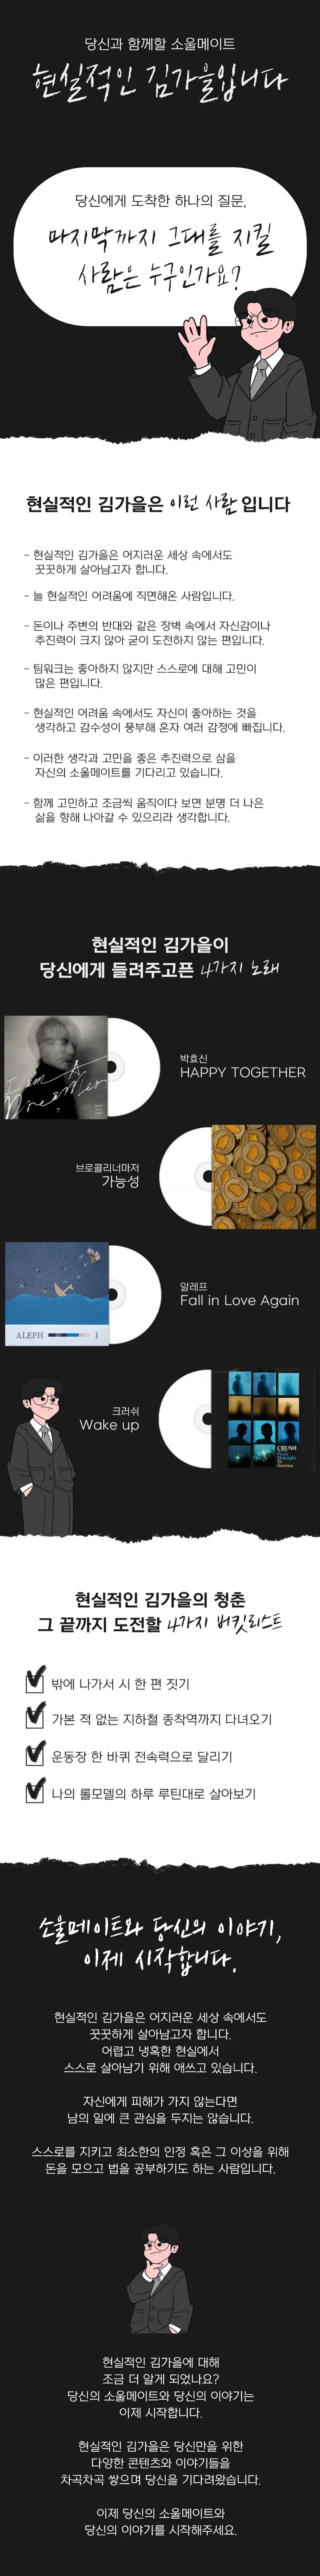 당신과 함께할 소울메이트
현실적인 김가을입니다
당신에게 도착한 하나의 질문,
마지막까지 그대를 지킬
사람은 누구인가요?
현실적인 김가을은 이런 사람 입니다
- 현실적인 김가을은 어지러운 세상 속에서도
꿋꿋하게 살아남고자 합니다.
- 늘 현실적인 어려움에 직면해온 사람입니다.
- 돈이나 주변의 반대와 같은 장벽 속에서 자신감이나
추진력이 크지 않아 굳이 도전하지 않는 편입니다.
- 팀워크는 좋아하지 않지만 스스로에 대해 고민이
많은 편입니다.
- 현실적인 어려움 속에서도 자신이 좋아하는 것을
생각하고 감수성이 풍부해 혼자 여러 감정에 빠집니다.
- 이러한 생각과 고민을 좋은 추진력으로 삼을
자신의 소울메이트를 기다리고 있습니다.
- 함께 고민하고 조금씩 움직이다 보면 분명 더 나은
삶을 향해 나아갈 수 있으리라 생각합니다.
현실적인 김가을이
당신에게 들려주고픈 4가지 노래
I am A
Dreamer
7
박효신
HAPPY TOGETHER
브로콜리너마저
가능성
ALEPH 1
알레프
Fall in Love Again
크러쉬
Wake up
CRUSH
From
Midnight
To
Sunrise
현실적인 김가을의 청춘
그 끝까지 도전할 4가지 버킷리스트
밖에 나가서 시 한 편 짓기
가본 적 없는 지하철 종착역까지 다녀오기
운동장 한 바퀴 전속력으로 달리기
나의 롤모델의 하루 루틴대로 살아보기
소울메이트와 당신의 이야기,
이제 시작합니다.
현실적인 김가을은 어지러운 세상 속에서도
꿋꿋하게 살아남고자 합니다.
어렵고 냉혹한 현실에서
스스로 살아남기 위해 애쓰고 있습니다.
자신에게 피해가 가지 않는다면
남의 일에 큰 관심을 두지는 않습니다.
스스로를 지키고 최소한의 인정 혹은 그 이상을 위해
돈을 모으고 법을 공부하기도 하는 사람입니다.
현실적인 김가을에 대해
조금 더 알게 되었나요?
당신의 소울메이트와 당신의 이야기는
이제 시작합니다.
현실적인 김가을은 당신만을 위한
다양한 콘텐츠와 이야기들을
차곡차곡 쌓으며 당신을 기다려왔습니다.
이제 당신의 소울메이트와
당신의 이야기를 시작해주세요.